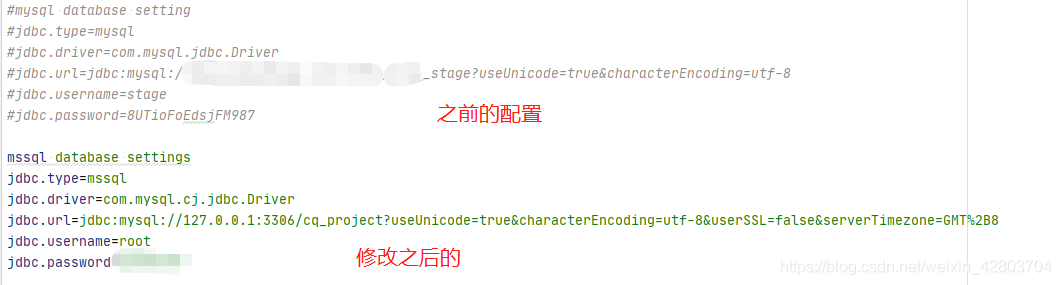 #mysql database setting
#jdbc.type=mysql
#jdbc.driver=com.mysql.jdbc.Driver
#jdbc.url=jdbc:mysql:/ _stage?useUnicode=true&characterEncoding=utf-8
#jdbc.username=stage
#jdbc.password=8UTioFoEdsjFM987
之前的配置
mssql database settings
jdbc.type=mssql
jdbc.driver=com.mysql.cj.jdbc.Driver
jdbc.url=jdbc:mysql://127.0.0.1:3306/cq_project?useUnicode=true&characterEncoding=utf-8&userSSL=false&serverTimezone=GMT%2B8
jdbc.username=root
jdbc.password
修改之后的
https://blog.csdn.net/weixin_42803704